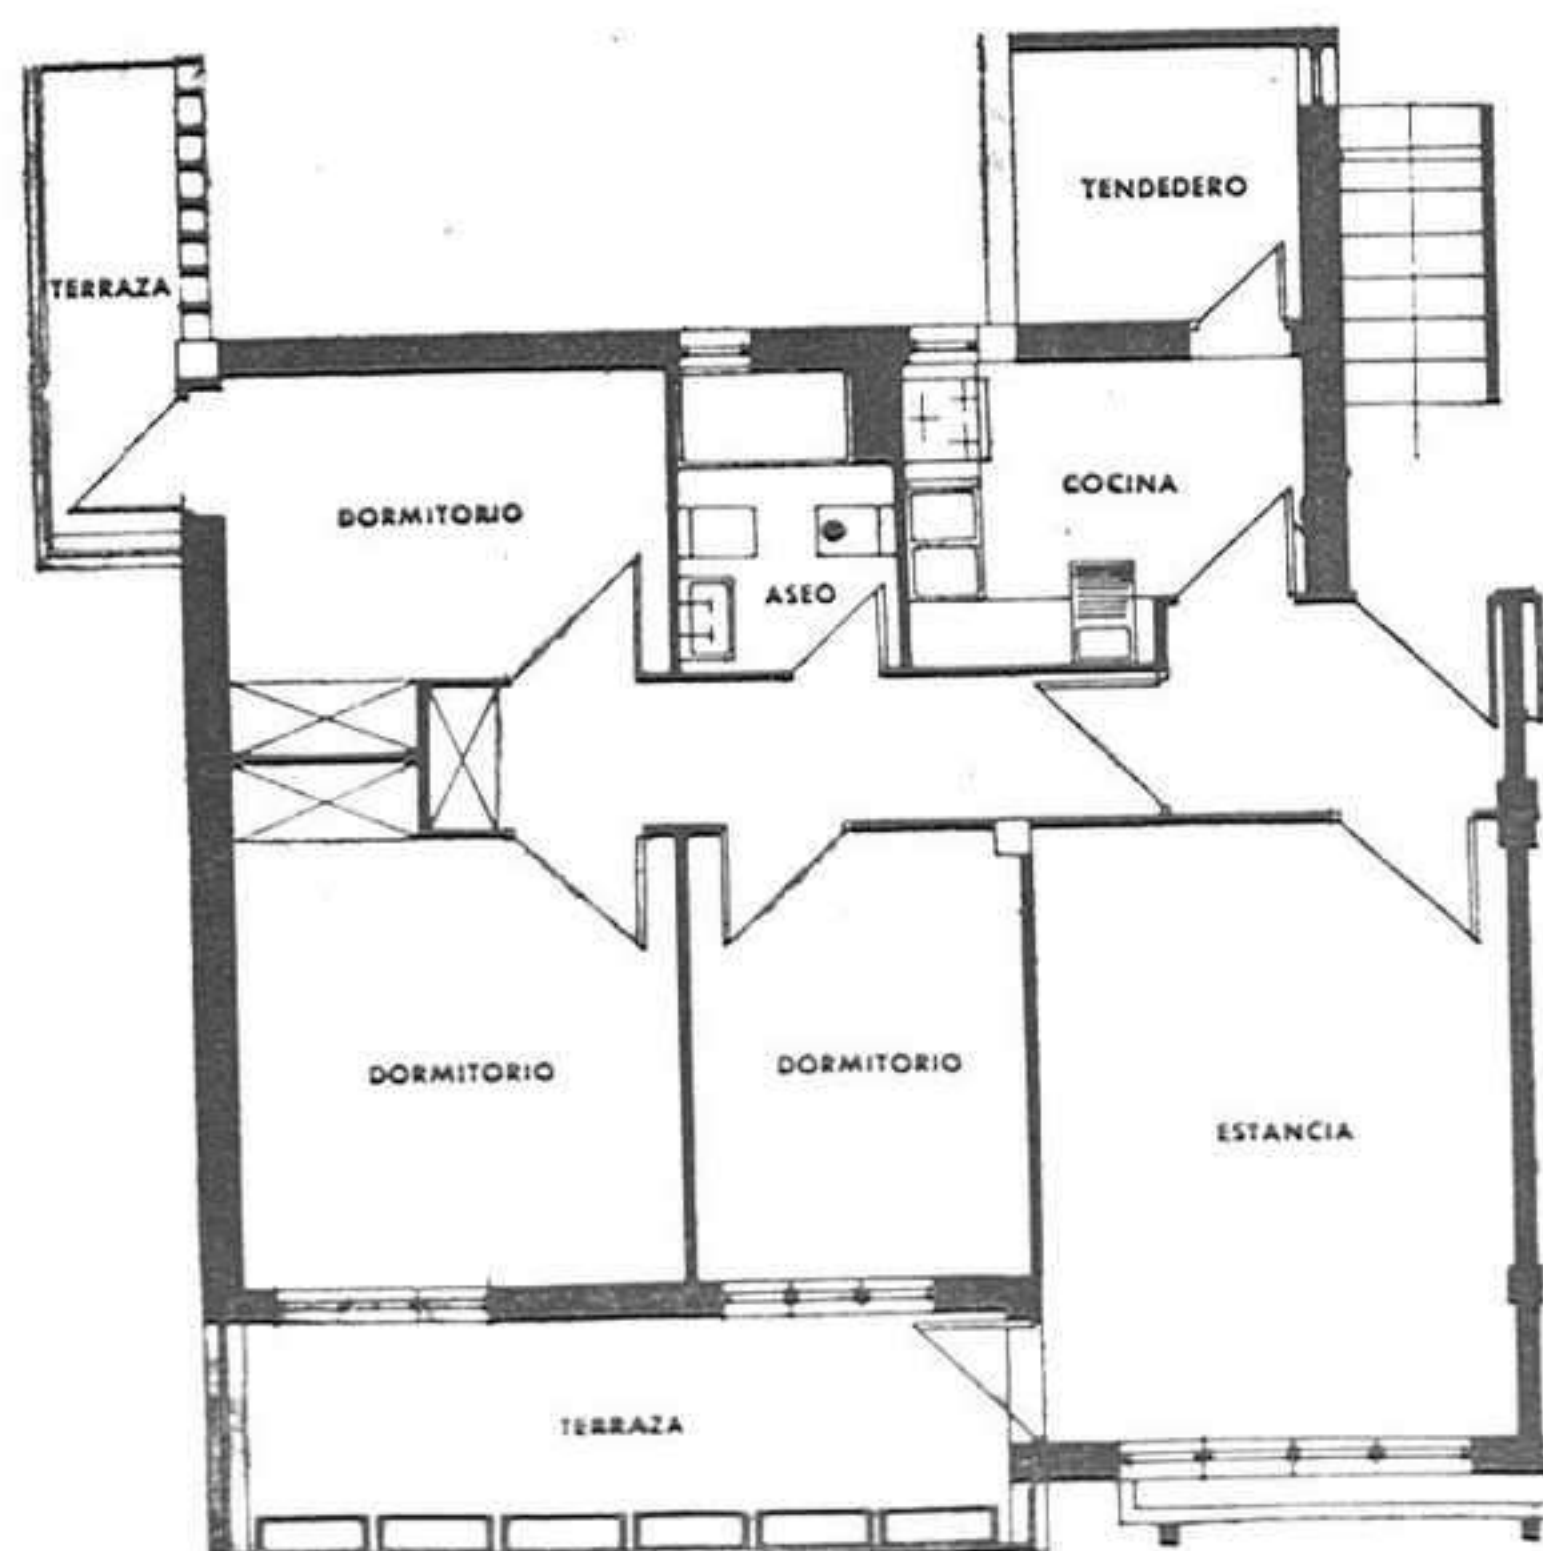 TENDEDERO
TERRAZA
COCINA
DORMITORIO
ASEO
DORMITORIO
DORMITORIO
ESTANCIA
TERRAZA